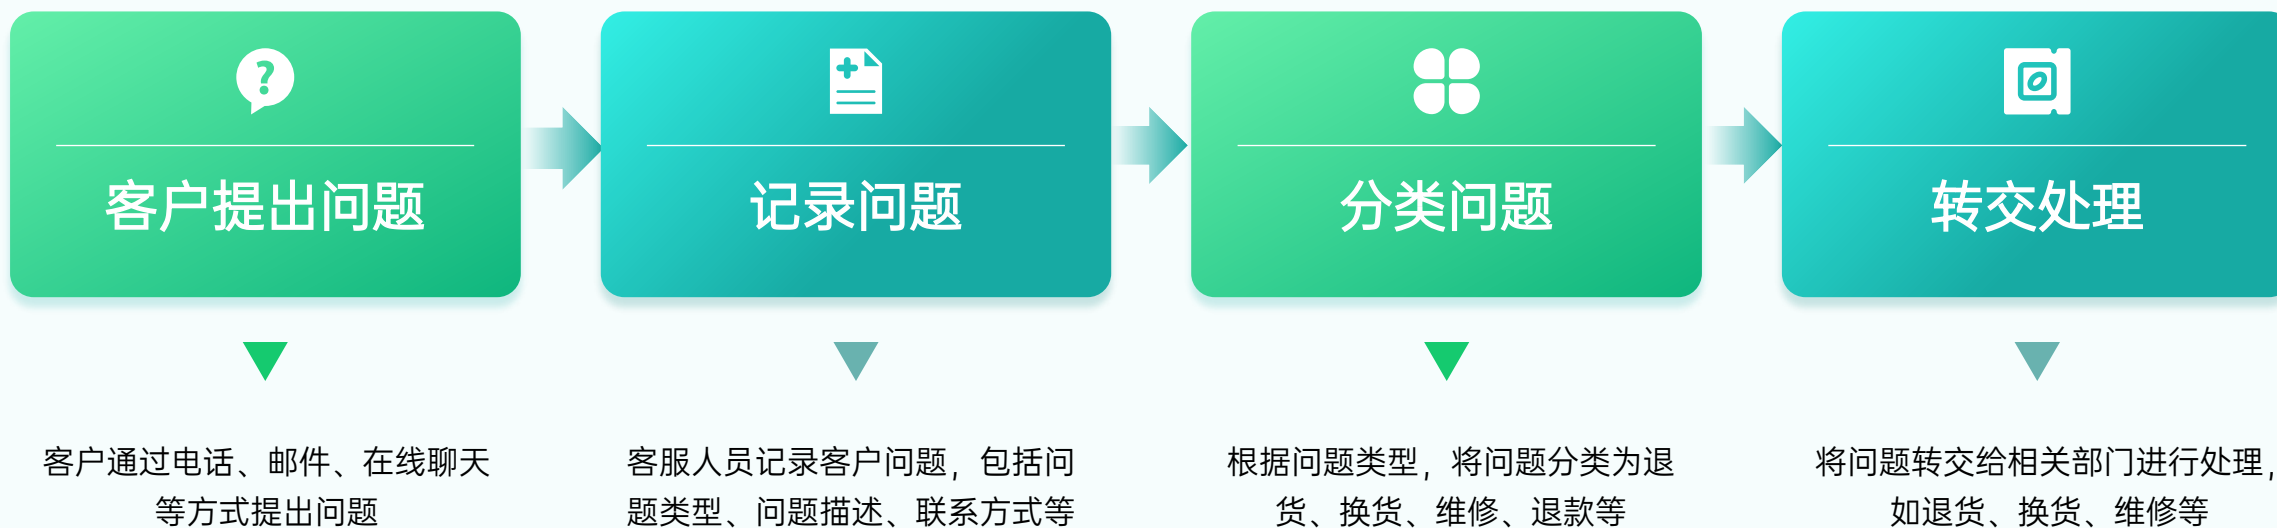 客户提出问题
记录问题
分类问题
转交处理
客户通过电话、邮件、在线聊天
等方式提出问题
客服人员记录客户问题，包括问
题类型、问题描述、联系方式等
根据问题类型，将问题分类为退
货、换货、维修、退款等
将问题转交给相关部门进行处理，
如退货、换货、维修等